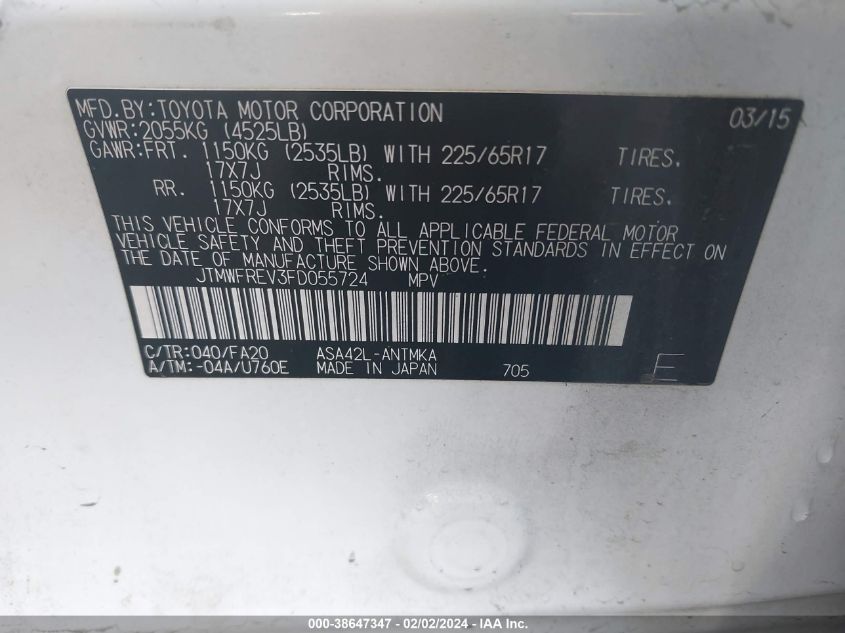 MFD.BY:TOYOTA MOTOR CORPORATION 03/15
GVWR:2055KG (4525LB)
GAWR:FRT. 1150KG (2535LB) WITH 225/65R17 TIRES.
17X7J RIMS.
RR. 1150KG (2535LB) WITH 225/65R17 TIRES.
17X7J RIMS.
THIS VEHICLE CONFORMS TO ALL APPLICABLE FEDERAL MOTOR
VEHICLE SAFETY AND THEFT PREVENTION STANDARDS IN EFFECT ON
THE DATE OF MANUFACTURE SHOWN ABOVE.
JTMWFREV3FD055724 MPV
C/TR:040/FA20 ASA42L-ANTMKA
A/TM:-04A/U760E MADE IN JAPAN 705 E
000-38647347 - 02/02/2024 - IAA Inc.